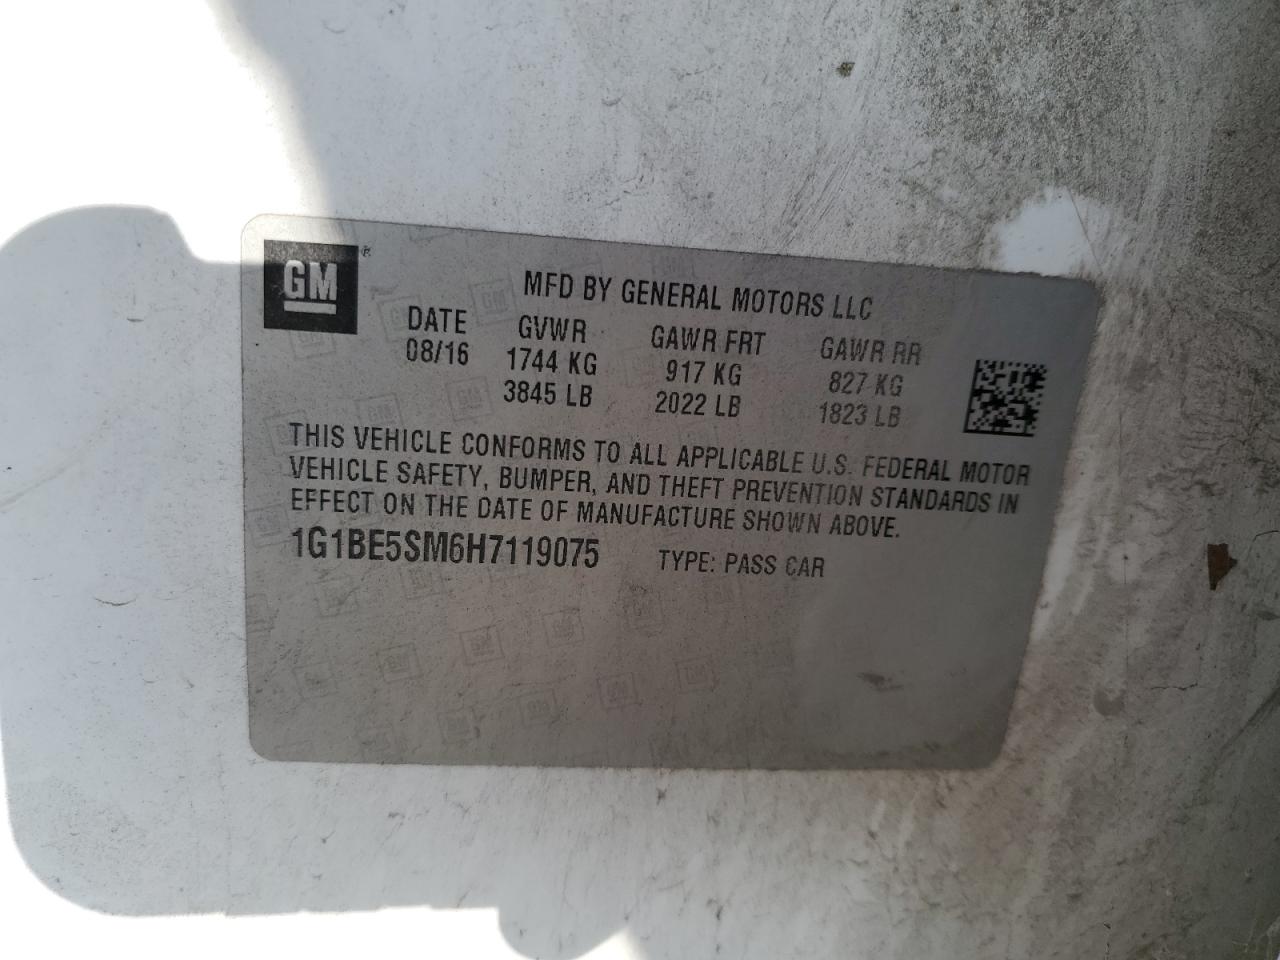 GM®
MFD BY GENERAL MOTORS LLC
DATE GVWR GAWR FRT GAWR RR
08/16 1744 KG 917 KG 827 KG
3845 LB 2022 LB 1823 LB
THIS VEHICLE CONFORMS TO ALL APPLICABLE U.S. FEDERAL MOTOR
VEHICLE SAFETY, BUMPER, AND THEFT PREVENTION STANDARDS IN
EFFECT ON THE DATE OF MANUFACTURE SHOWN ABOVE.
1G1BE5SM6H7119075 TYPE: PASS CAR